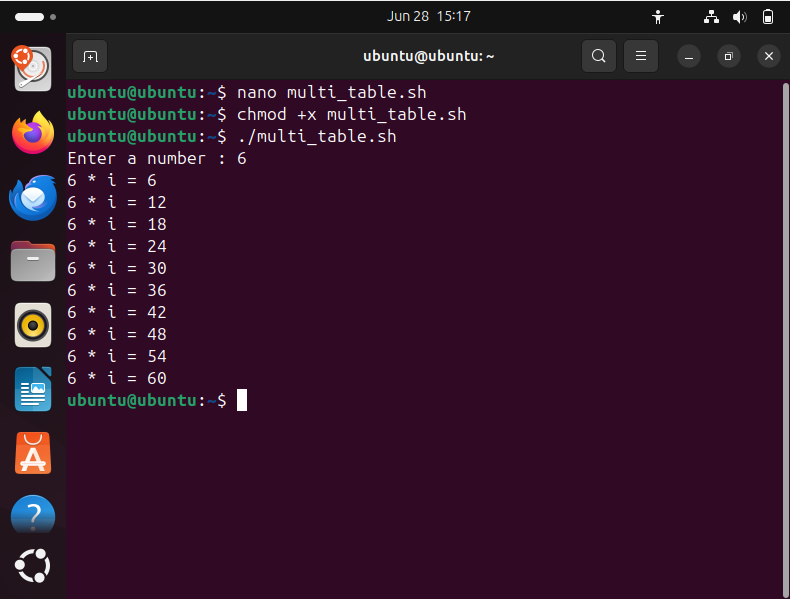 Jun 28 15:17
ubuntu@ubuntu: ~
ubuntu@ubuntu:~$ nano multi_table.sh
ubuntu@ubuntu:~$ chmod +x multi_table.sh
ubuntu@ubuntu:~$ ./multi_table.sh
Enter a number : 6
6 * i = 6
6 * i = 12
6 * i = 18
6 * i = 24
6 * i = 30
6 * i = 36
6 * i = 42
6 * i = 48
6 * i = 54
6 * i = 60
ubuntu@ubuntu:~$